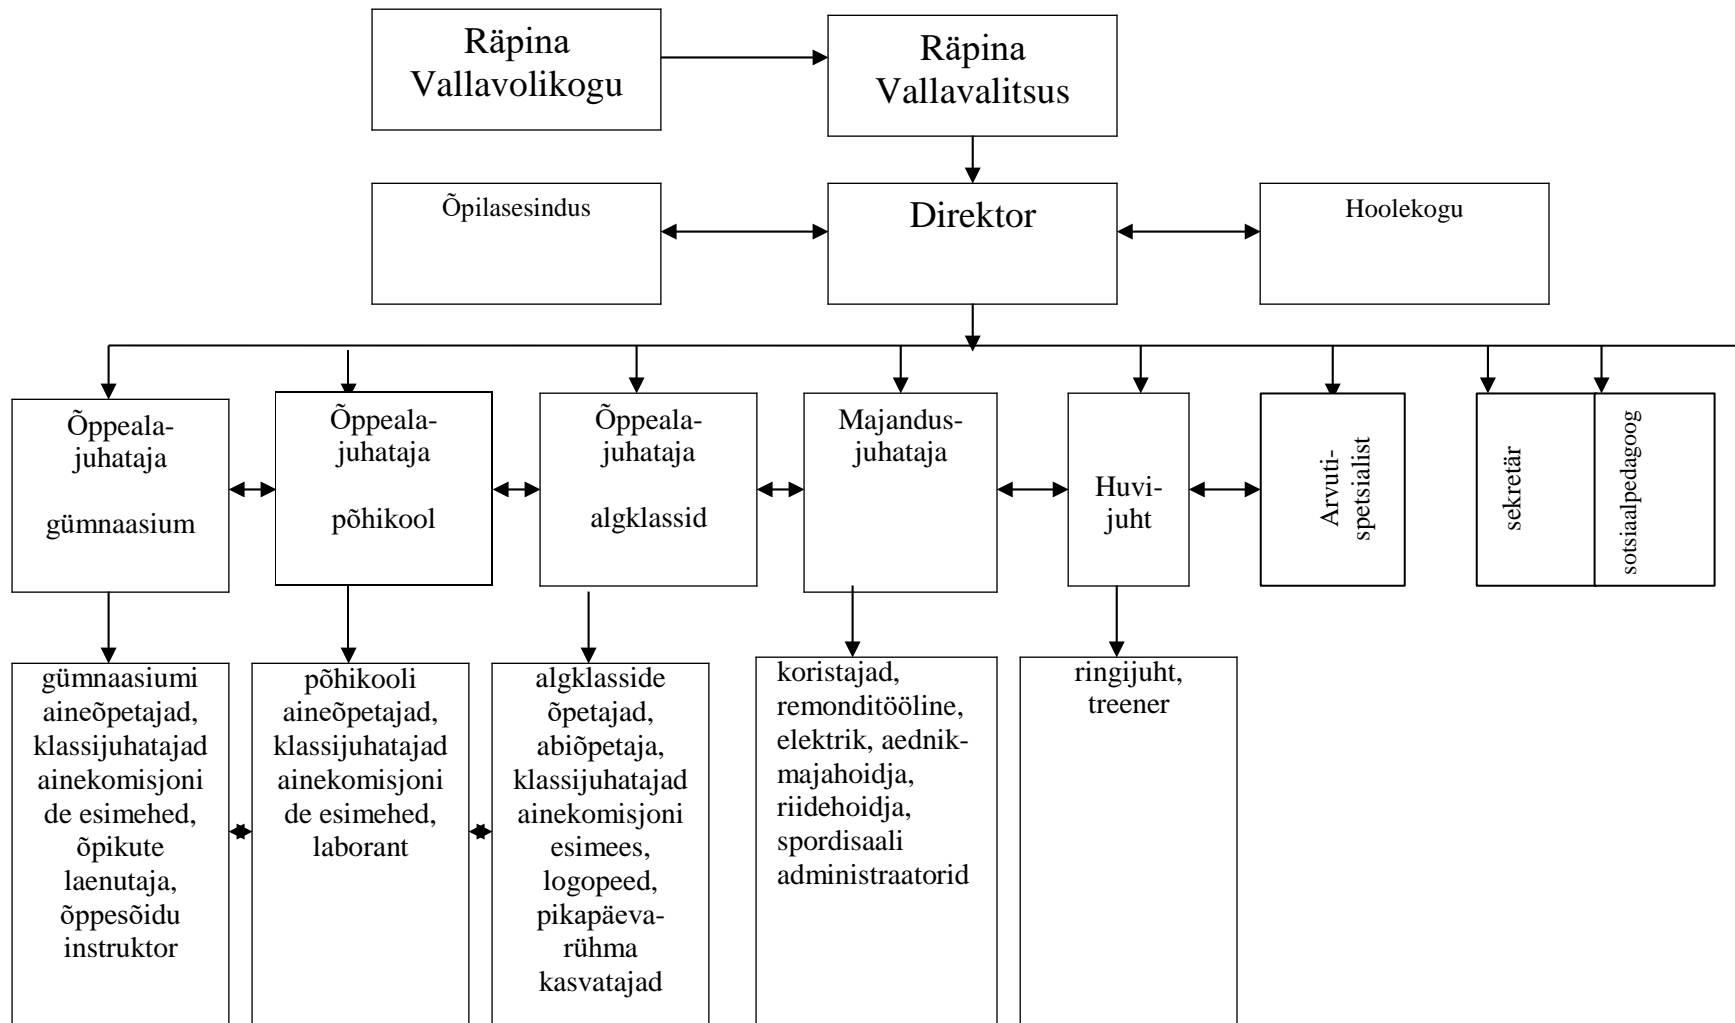 Räpina
Vallavolikogu
Räpina
Vallavalitsus
Õpilasesindus
Direktor
Hoolekogu
Õppeala-
juhataja
gümnaasium
Õppeala-
juhataja
põhikool
Õppeala-
juhataja
algklassid
Majandus-
juhataja
Huvi-
juht
Arvuti-
spetsialist
sekretär
sotsiaalpedagoog
gümnaasiumi
aineõpetajad,
klassijuhatajad
ainekomisjoni
de esimehed,
õpikute
laenutaja,
õppesõidu
instruktor
põhikooli
aineõpetajad,
klassijuhatajad
ainekomisjoni
de esimehed,
laborant
algklasside
õpetajad,
abiõpetaja,
klassijuhatajad
ainekomisjoni
esimees,
logopeed,
pikapäeva-
rühma
kasvatajad
koristajad,
remonditööline,
elektrik, aednik-
majahoidja,
riidehoidja,
spordisaali
administraatorid
ringijuht,
treener